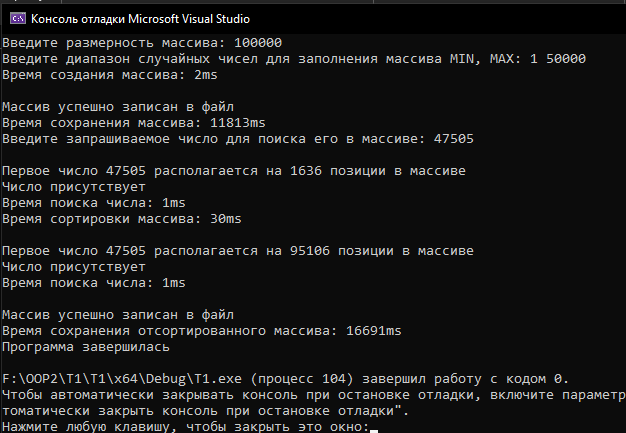 Консоль отладки Microsoft Visual Studio
Введите размерность массива: 100000
Введите диапазон случайных чисел для заполнения массива MIN, MAX: 1 50000
Время создания массива: 2ms
Массив успешно записан в файл
Время сохранения массива: 11813ms
Введите запрашиваемое число для поиска его в массиве: 47505
Первое число 47505 располагается на 1636 позиции в массиве
Число присутствует
Время поиска числа: 1ms
Время сортировки массива: 30ms
Первое число 47505 располагается на 95106 позиции в массиве
Число присутствует
Время поиска числа: 1ms
Массив успешно записан в файл
Время сохранения отсортированного массива: 16691ms
Программа завершилась
F:\OOP2\T1\T1\x64\Debug\T1.exe (процесс 104) завершил работу с кодом 0.
Чтобы автоматически закрывать консоль при остановке отладки, включите параметр
томатически закрыть консоль при остановке отладки".
Нажмите любую клавишу, чтобы закрыть это окно: